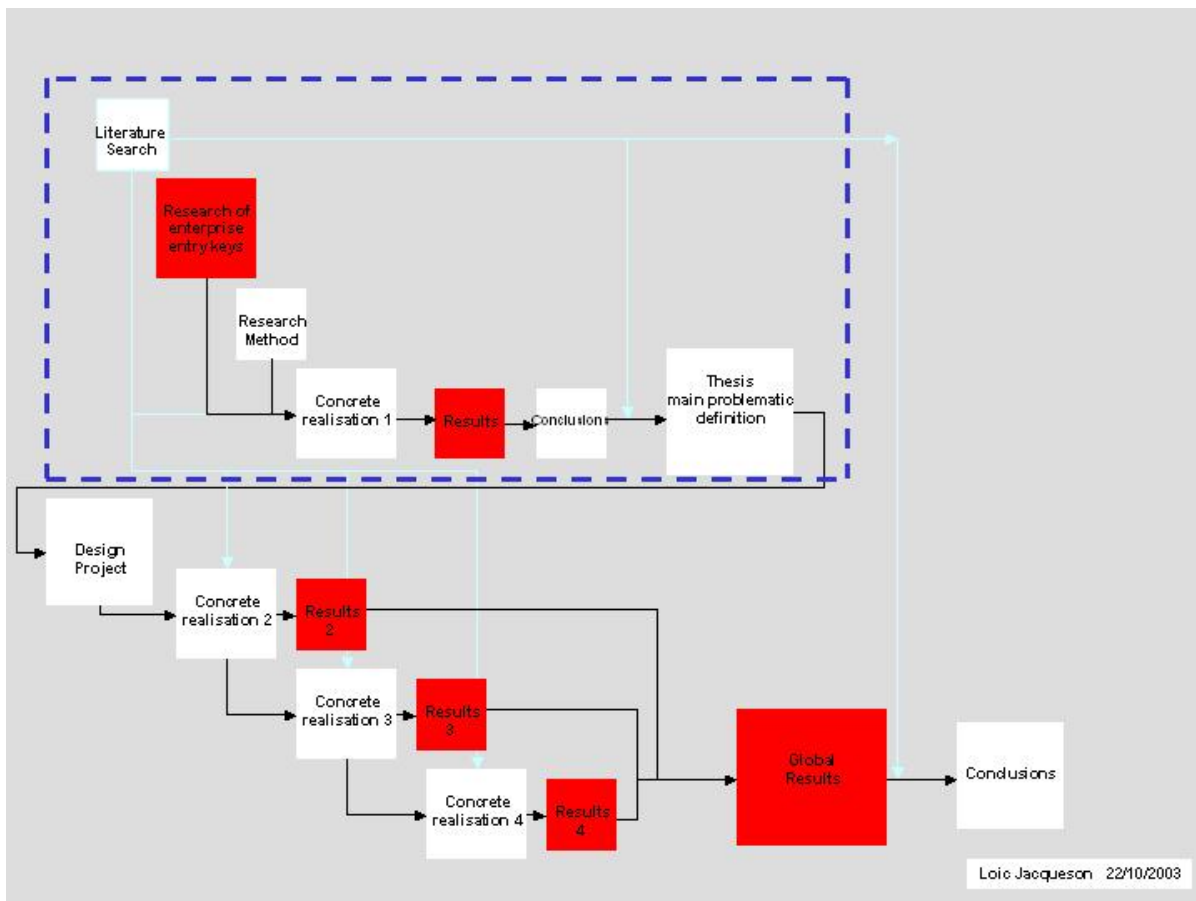 Literature
Search
Research of
enterprise
entry keys
Research
Method
Concrete
realisation 1
Results
Conclusions
Thesis
main problematic
definition
Design
Project
Concrete
realisation 2
Results
2
Concrete
realisation 3
Results
3
Concrete
realisation 4
Results
4
Global
Results
Conclusions
Loic Jacqueson 22/10/2003